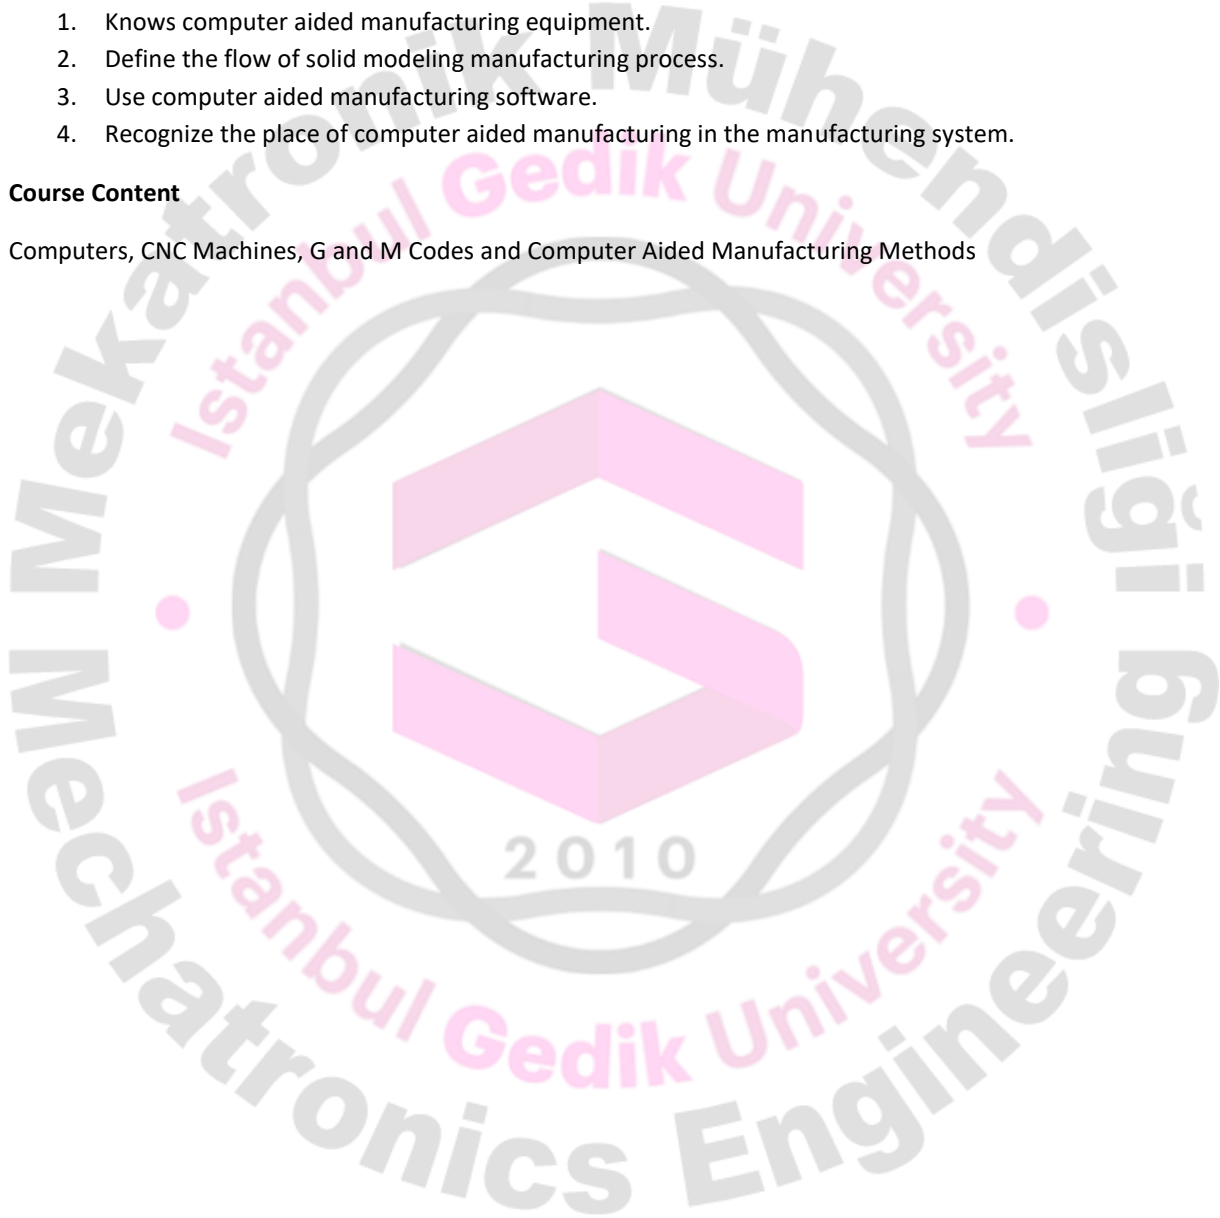 1. Knows computer aided manufacturing equipment.
2. Define the flow of solid modeling manufacturing process.
3. Use computer aided manufacturing software.
4. Recognize the place of computer aided manufacturing in the manufacturing system.
Course Content
Computers, CNC Machines, G and M Codes and Computer Aided Manufacturing Methods
Mekatronik Mühendisliği
Istanbul Gedik University
2010
Istanbul Gedik University
Mechatronics Engineering